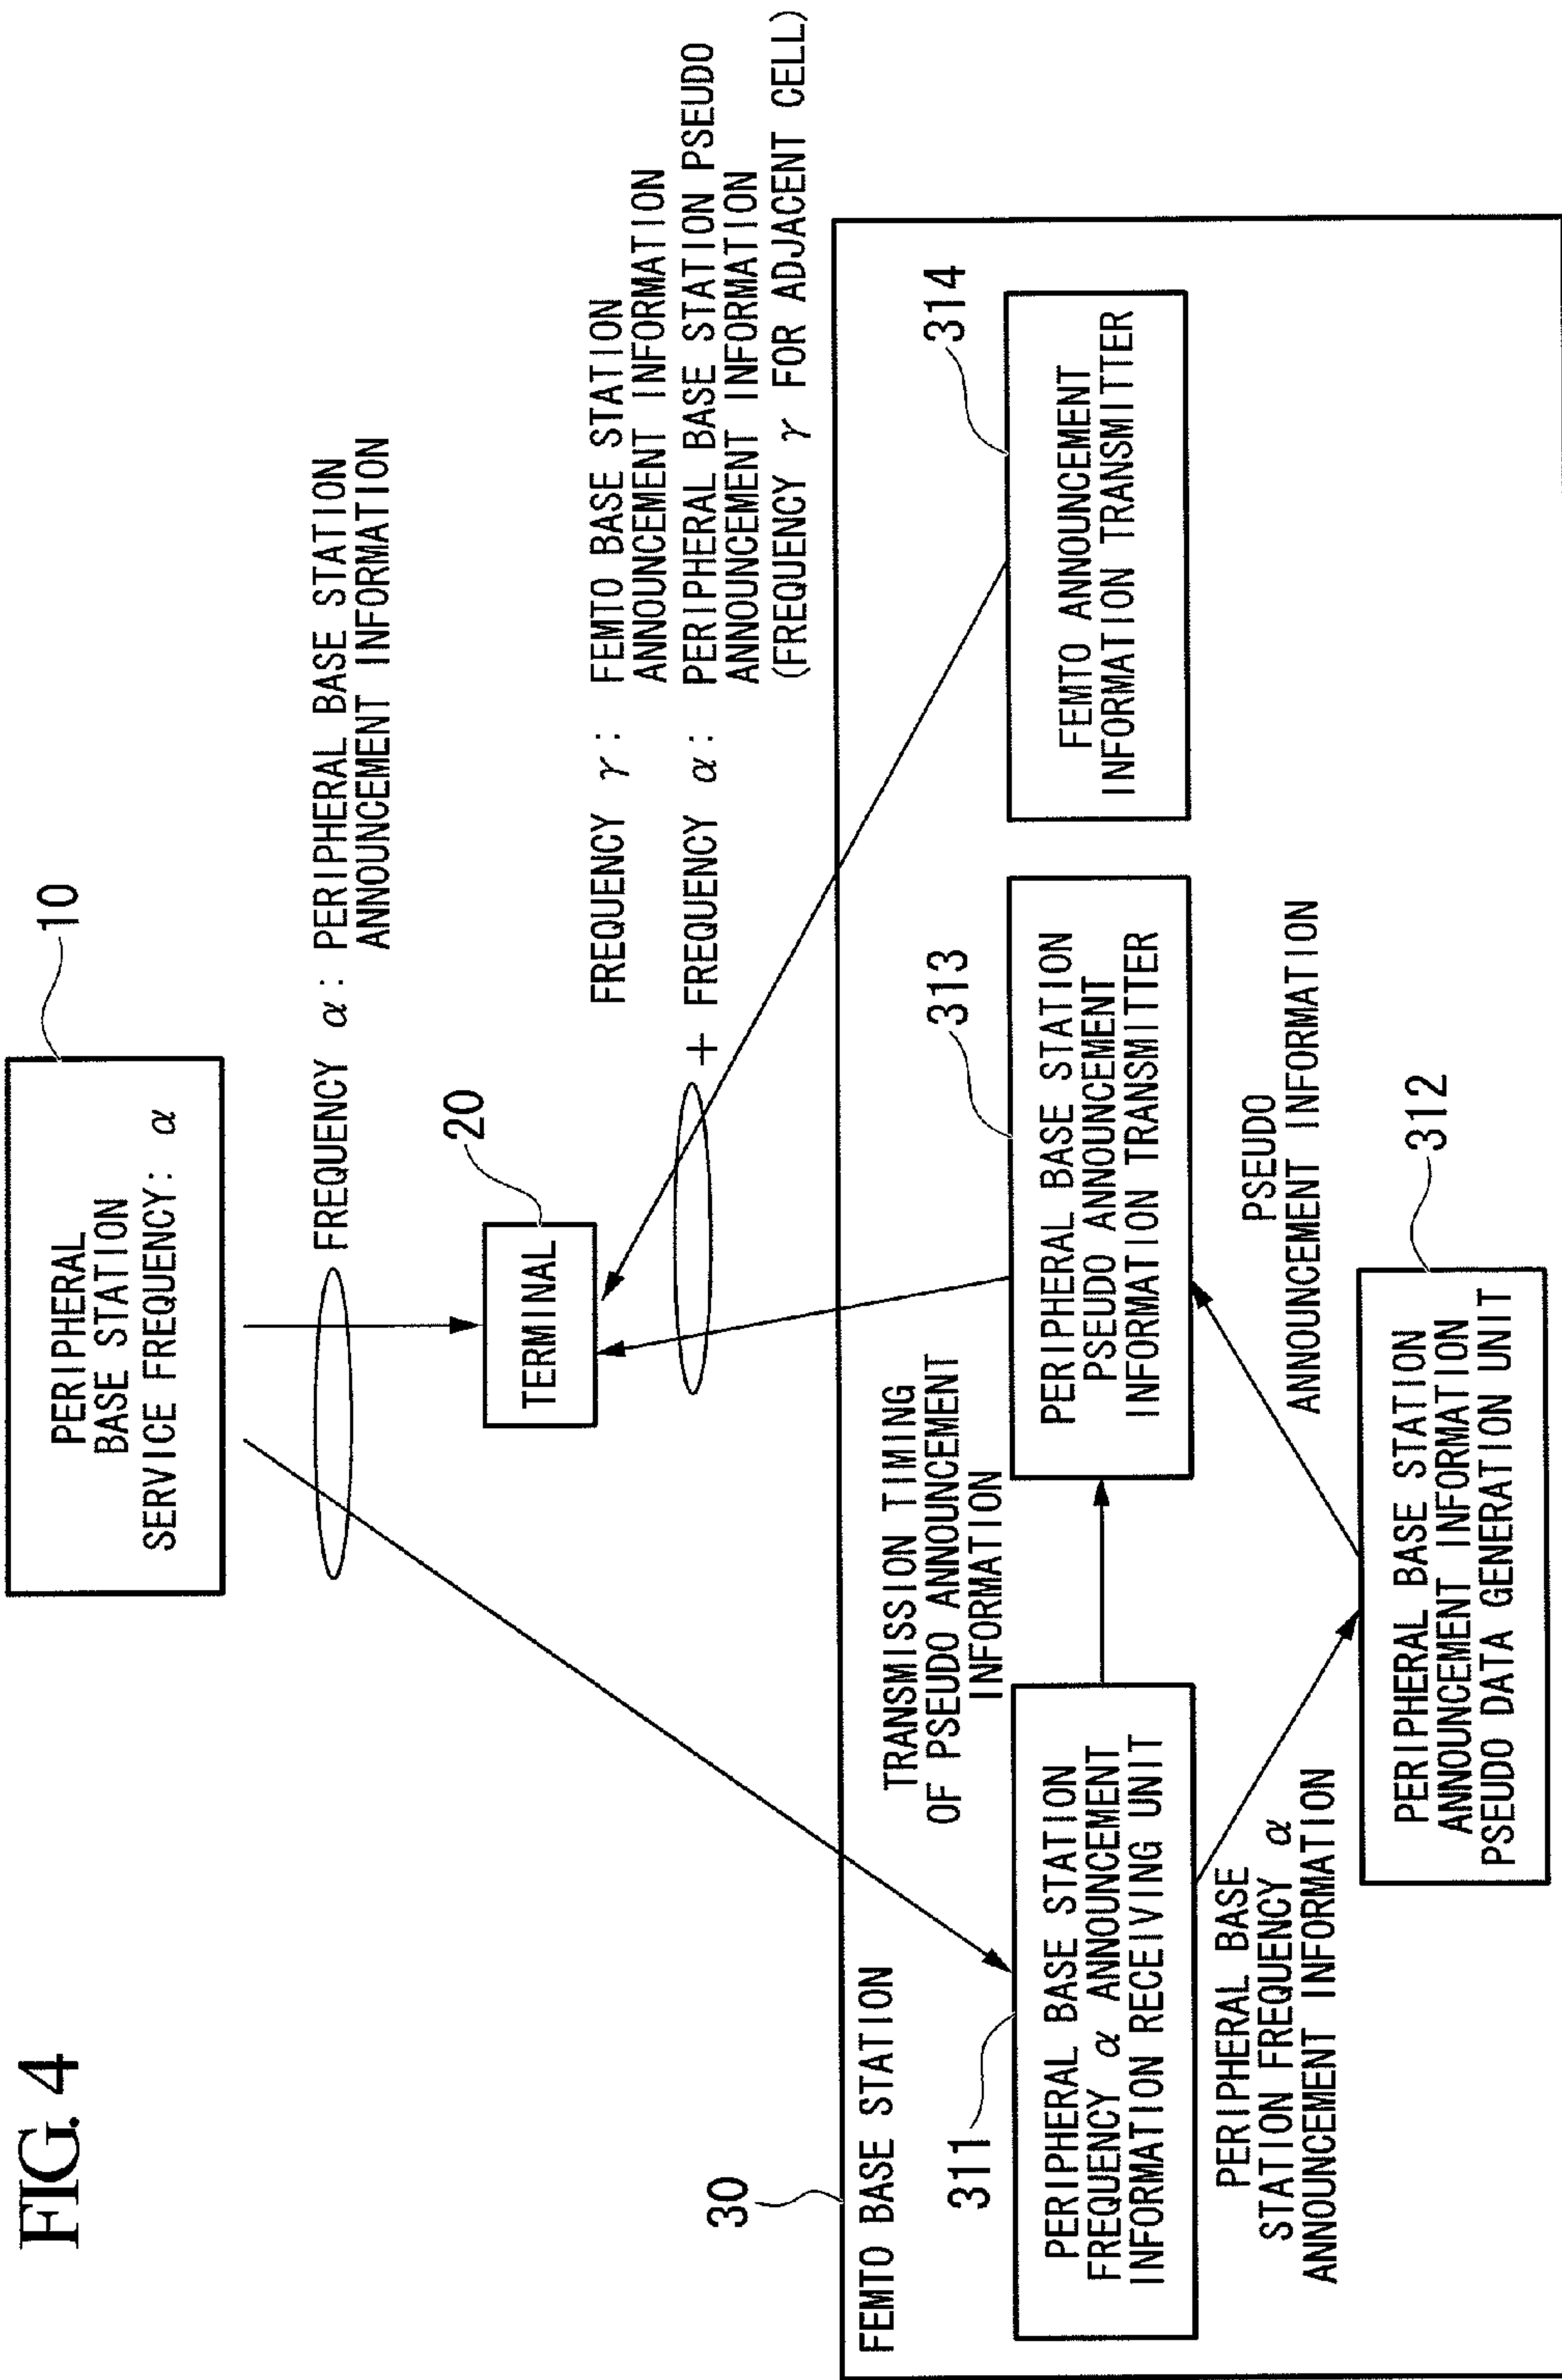 FIG. 4
10
PERIPHERAL
BASE STATION
SERVICE FREQUENCY: α
FREQUENCY α: PERIPHERAL BASE STATION
ANNOUNCEMENT INFORMATION
20
TERMINAL
FREQUENCY γ: FEMTO BASE STATION
ANNOUNCEMENT INFORMATION
+ FREQUENCY α: PERIPHERAL BASE STATION PSEUDO
ANNOUNCEMENT INFORMATION
(FREQUENCY γ FOR ADJACENT CELL)
30
FEMTO BASE STATION
TRANSMISSION TIMING
OF PSEUDO ANNOUNCEMENT
INFORMATION
311
PERIPHERAL BASE STATION
FREQUENCY α ANNOUNCEMENT
INFORMATION RECEIVING UNIT
313
PERIPHERAL BASE STATION
PSEUDO ANNOUNCEMENT
INFORMATION TRANSMITTER
314
FEMTO ANNOUNCEMENT
INFORMATION TRANSMITTER
PERIPHERAL BASE
STATION FREQUENCY α
ANNOUNCEMENT INFORMATION
PSEUDO
ANNOUNCEMENT INFORMATION
312
PERIPHERAL BASE STATION
ANNOUNCEMENT INFORMATION
PSEUDO DATA GENERATION UNIT